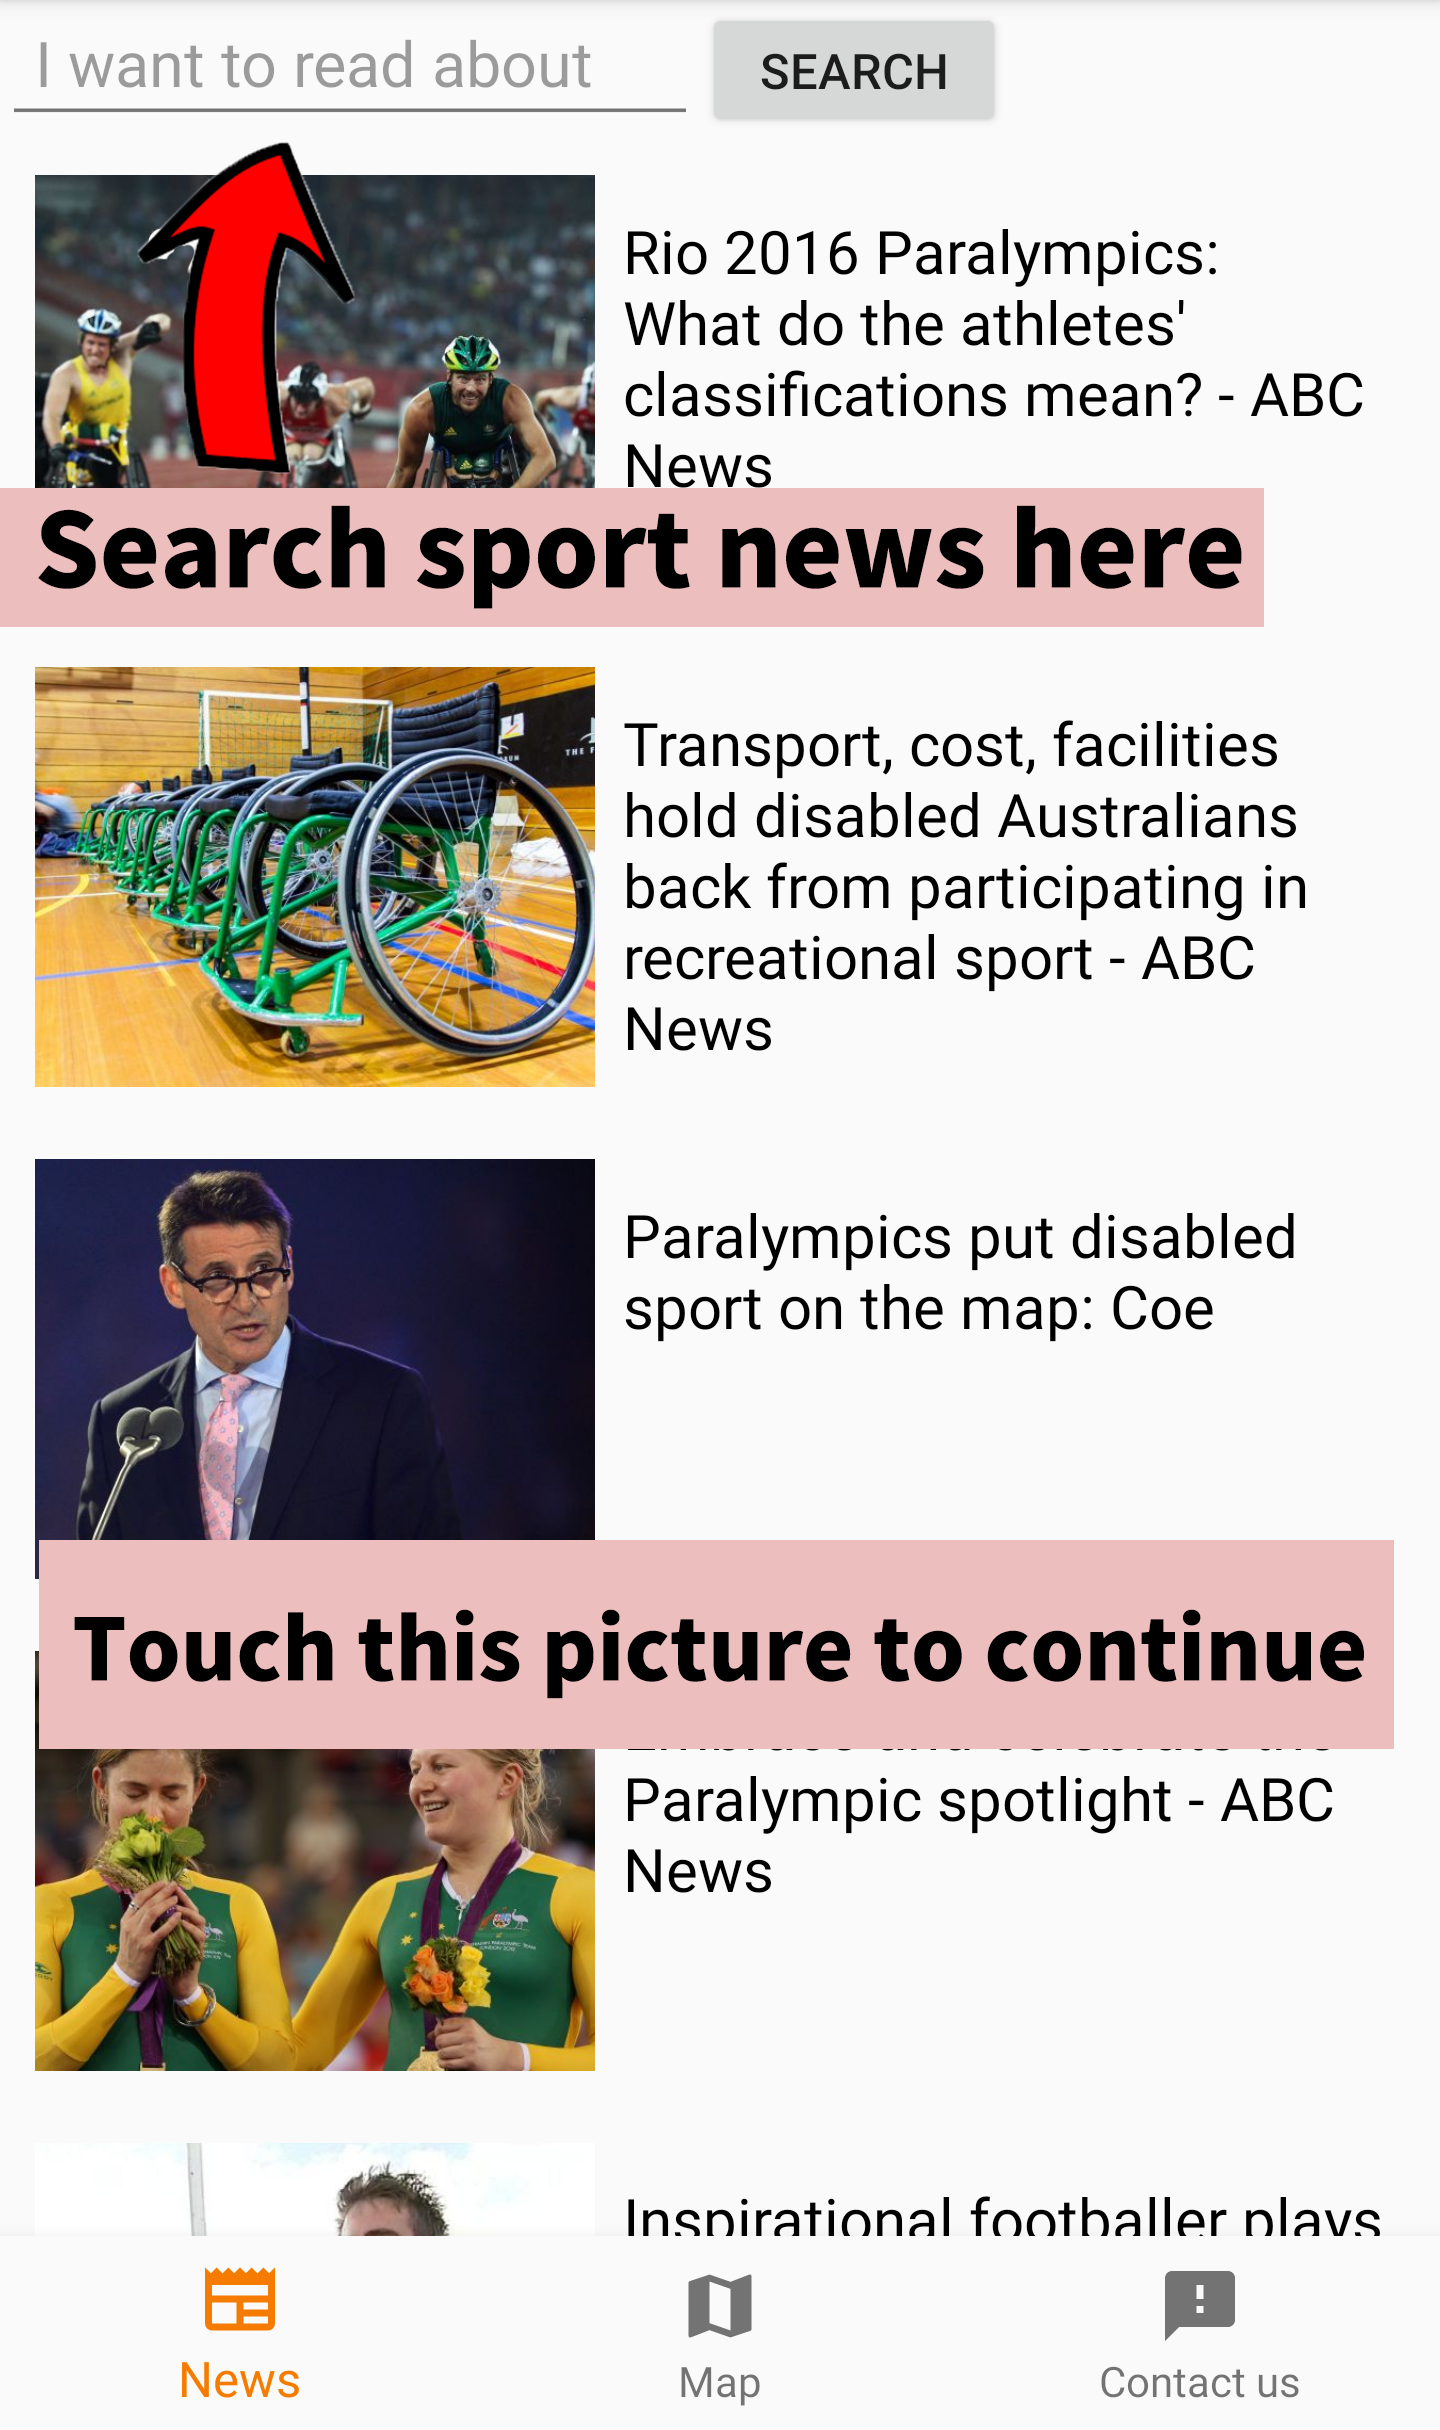 I want to read about
SEARCH
Rio 2016 Paralympics:
What do the athletes'
classifications mean? - ABC
News
Search sport news here
THE F
Transport, cost, facilities
hold disabled Australians
back from participating in
recreational sport - ABC
News
Paralympics put disabled
sport on the map: Coe
Touch this picture to continue
Paralympic spotlight - ABC
News
Inspirational footballer plays
News
Map
Contact us